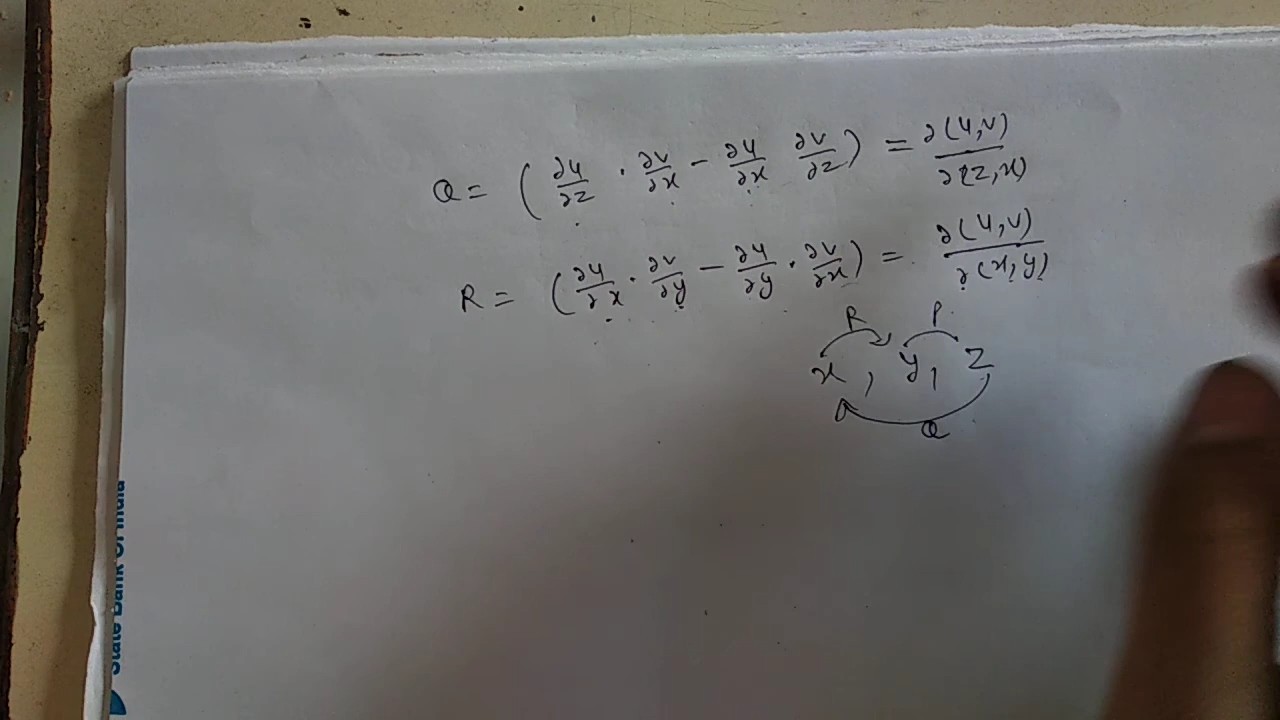 Q = ( ∂u/∂z · ∂v/∂x − ∂u/∂x ∂v/∂z ) = ∂(u,v)/∂(z,x)
R = ( ∂u/∂x · ∂v/∂y − ∂u/∂y · ∂v/∂x ) = ∂(u,v)/∂(x,y)
R P
x , y , z
Q
State Bank of India